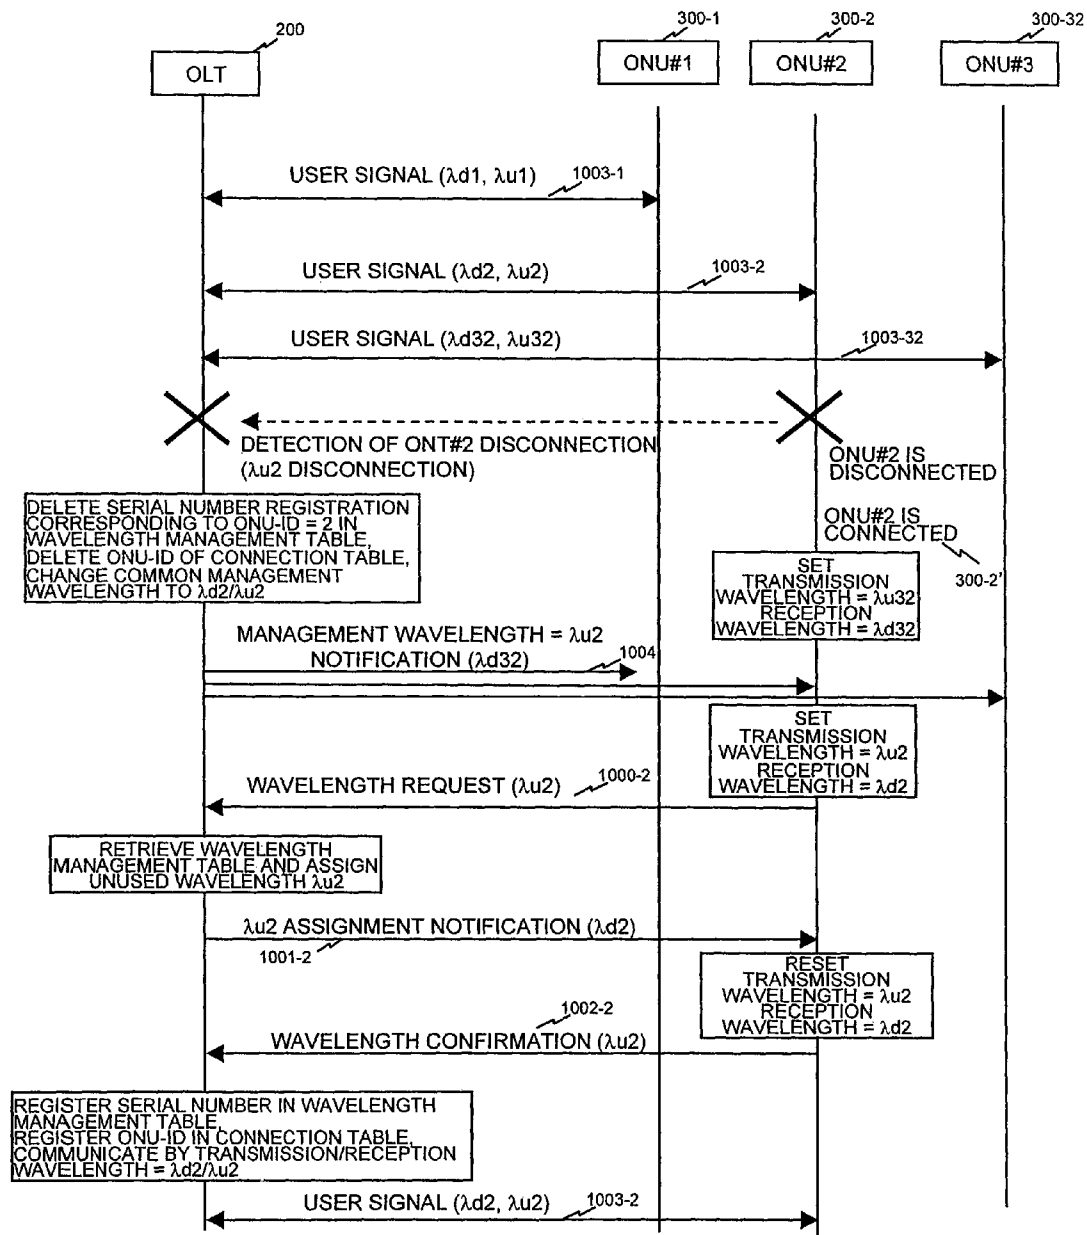 200
300-1
300-2
300-32
OLT
ONU#1
ONU#2
ONU#3
USER SIGNAL (λd1, λu1)
1003-1
USER SIGNAL (λd2, λu2)
1003-2
USER SIGNAL (λd32, λu32)
1003-32
DETECTION OF ONT#2 DISCONNECTION
(λu2 DISCONNECTION)
ONU#2 IS
DISCONNECTED
DELETE SERIAL NUMBER REGISTRATION
CORRESPONDING TO ONU-ID = 2 IN
WAVELENGTH MANAGEMENT TABLE,
DELETE ONU-ID OF CONNECTION TABLE,
CHANGE COMMON MANAGEMENT
WAVELENGTH TO λd2/λu2
ONU#2 IS
CONNECTED
300-2'
SET
TRANSMISSION
WAVELENGTH = λu32
RECEPTION
WAVELENGTH = λd32
MANAGEMENT WAVELENGTH = λu2
NOTIFICATION (λd32)
1004
SET
TRANSMISSION
WAVELENGTH = λu2
RECEPTION
WAVELENGTH = λd2
WAVELENGTH REQUEST (λu2)
1000-2
RETRIEVE WAVELENGTH
MANAGEMENT TABLE AND ASSIGN
UNUSED WAVELENGTH λu2
λu2 ASSIGNMENT NOTIFICATION (λd2)
1001-2
RESET
TRANSMISSION
WAVELENGTH = λu2
RECEPTION
WAVELENGTH = λd2
1002-2
WAVELENGTH CONFIRMATION (λu2)
REGISTER SERIAL NUMBER IN WAVELENGTH
MANAGEMENT TABLE,
REGISTER ONU-ID IN CONNECTION TABLE,
COMMUNICATE BY TRANSMISSION/RECEPTION
WAVELENGTH = λd2/λu2
USER SIGNAL (λd2, λu2)
1003-2